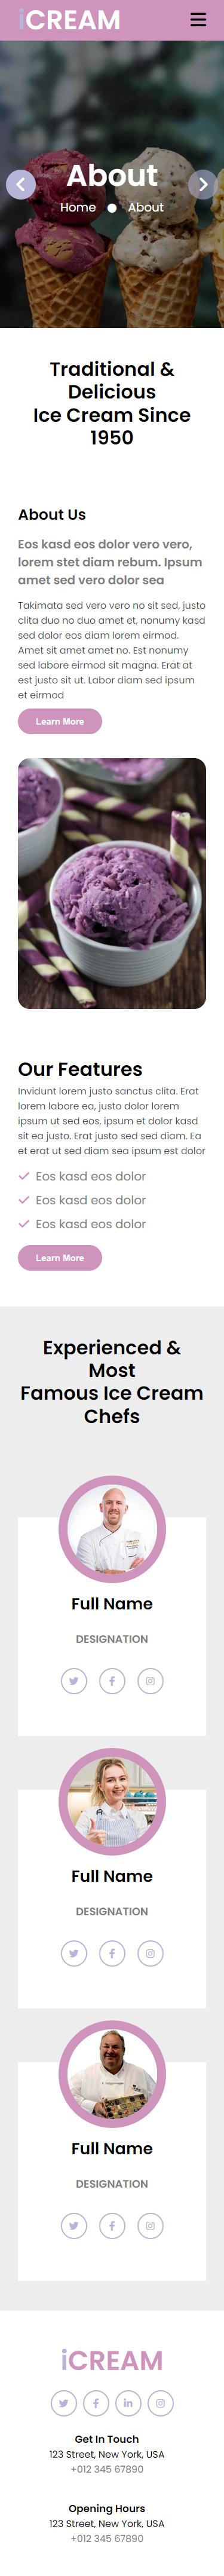 iCREAM
About
Home About
Traditional &
Delicious
Ice Cream Since
1950
About Us
Eos kasd eos dolor vero vero,
lorem stet diam rebum. Ipsum
amet sed vero dolor sea
Takimata sed vero vero no sit sed, justo
clita duo no duo amet et, nonumy kasd
sed dolor eos diam lorem eirmod.
Amet sit amet amet no. Est nonumy
sed labore eirmod sit magna. Erat at
est justo sit ut. Labor diam sed ipsum
et eirmod
Learn More
Our Features
Invidunt lorem justo sanctus clita. Erat
lorem labore ea, justo dolor lorem
ipsum ut sed eos, ipsum et dolor kasd
sit ea justo. Erat justo sed sed diam. Ea
et erat ut sed diam sea ipsum est dolor
Eos kasd eos dolor
Eos kasd eos dolor
Eos kasd eos dolor
Learn More
Experienced &
Most
Famous Ice Cream
Chefs
Full Name
DESIGNATION
Full Name
DESIGNATION
Full Name
DESIGNATION
iCREAM
Get In Touch
123 Street, New York, USA
+012 345 67890
Opening Hours
123 Street, New York, USA
+012 345 67890